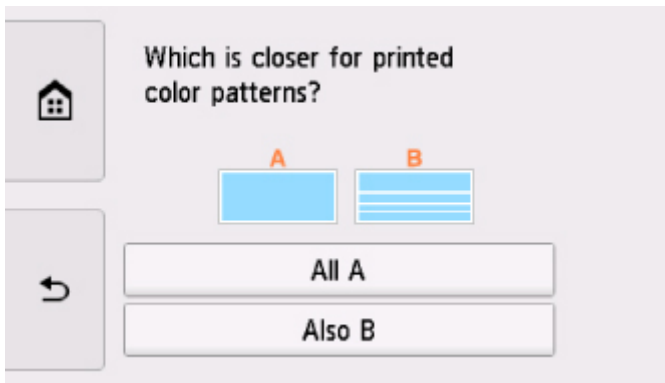 Which is closer for printed
color patterns?
A B
All A
Also B